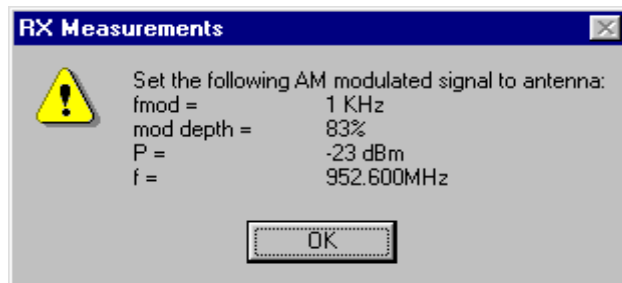 RX Measurements
Set the following AM modulated signal to antenna:
fmod = 1 KHz
mod depth = 83%
P = -23 dBm
f = 952.600MHz
OK